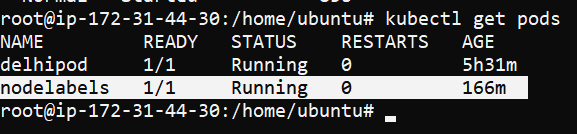 root@ip-172-31-44-30:/home/ubuntu# kubectl get pods
NAME READY STATUS RESTARTS AGE
delhipod 1/1 Running 0 5h31m
nodelabels 1/1 Running 0 166m
root@ip-172-31-44-30:/home/ubuntu#